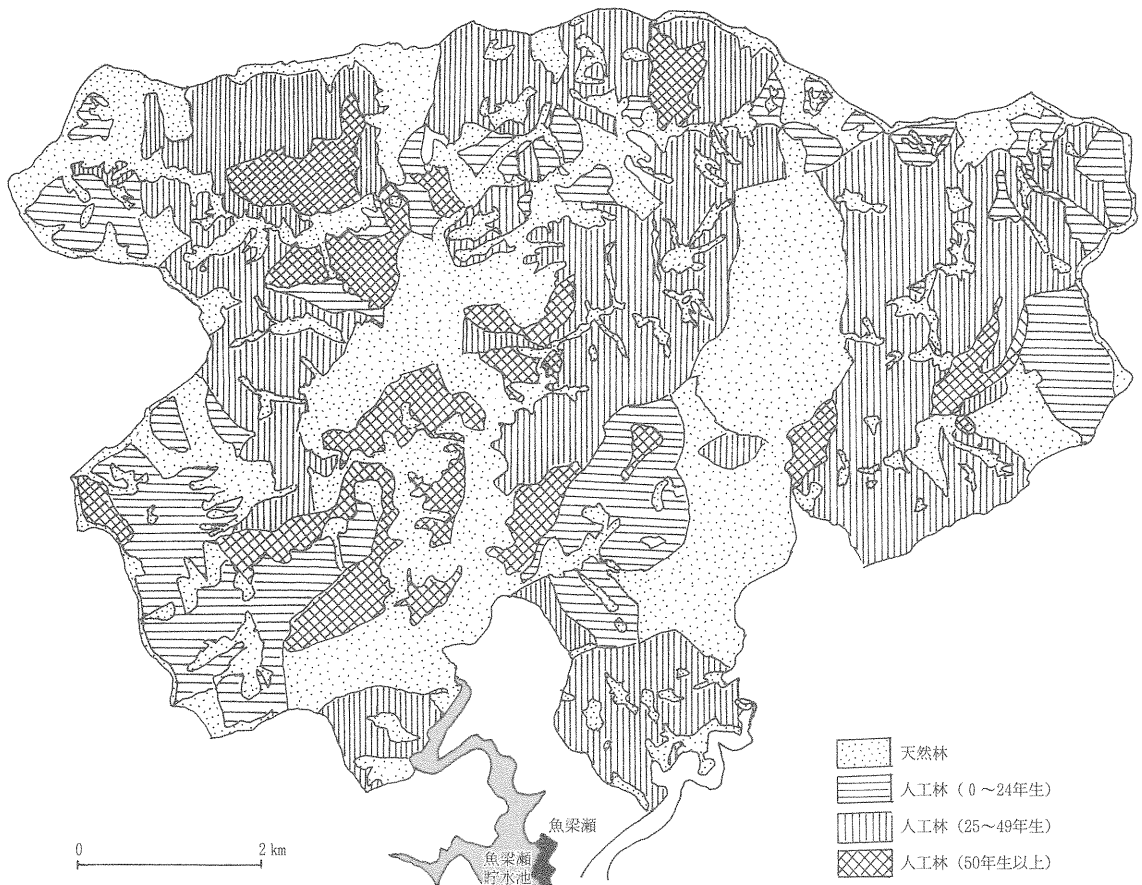 天然林
人工林（0～24年生）
人工林（25～49年生）
人工林（50年生以上）
0 2 km
魚梁瀬
魚梁瀬
貯水池